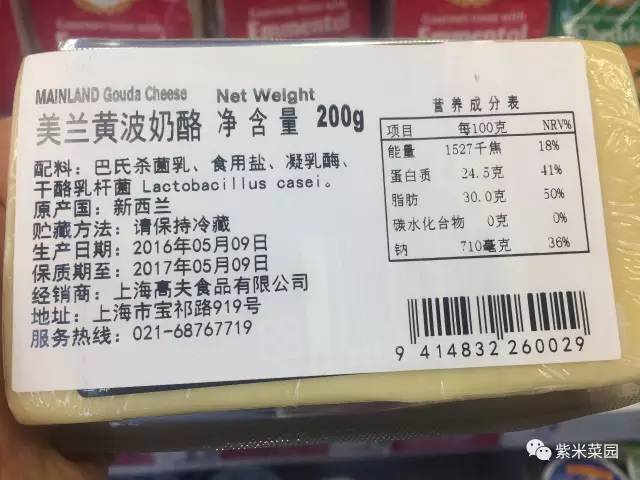 Gourmet
Emmental
Gourmet
Chedda
MAINLAND Gouda Cheese Net Weight
美兰黄波奶酪 净含量 200g
配料：巴氏杀菌乳、食用盐、凝乳酶、
干酪乳杆菌 Lactobacillus casei。
原产国：新西兰
贮藏方法：请保持冷藏
生产日期：2016年05月09日
保质期至：2017年05月09日
经销商：上海高夫食品有限公司
地址：上海市宝祁路919号
服务热线：021-68767719
营养成分表
项目 每100克 NRV%
能量 1527千焦 18%
蛋白质 24.5克 41%
脂肪 30.0克 50%
碳水化合物 0克 0%
钠 710毫克 36%
9 414832 260029
紫米菜园